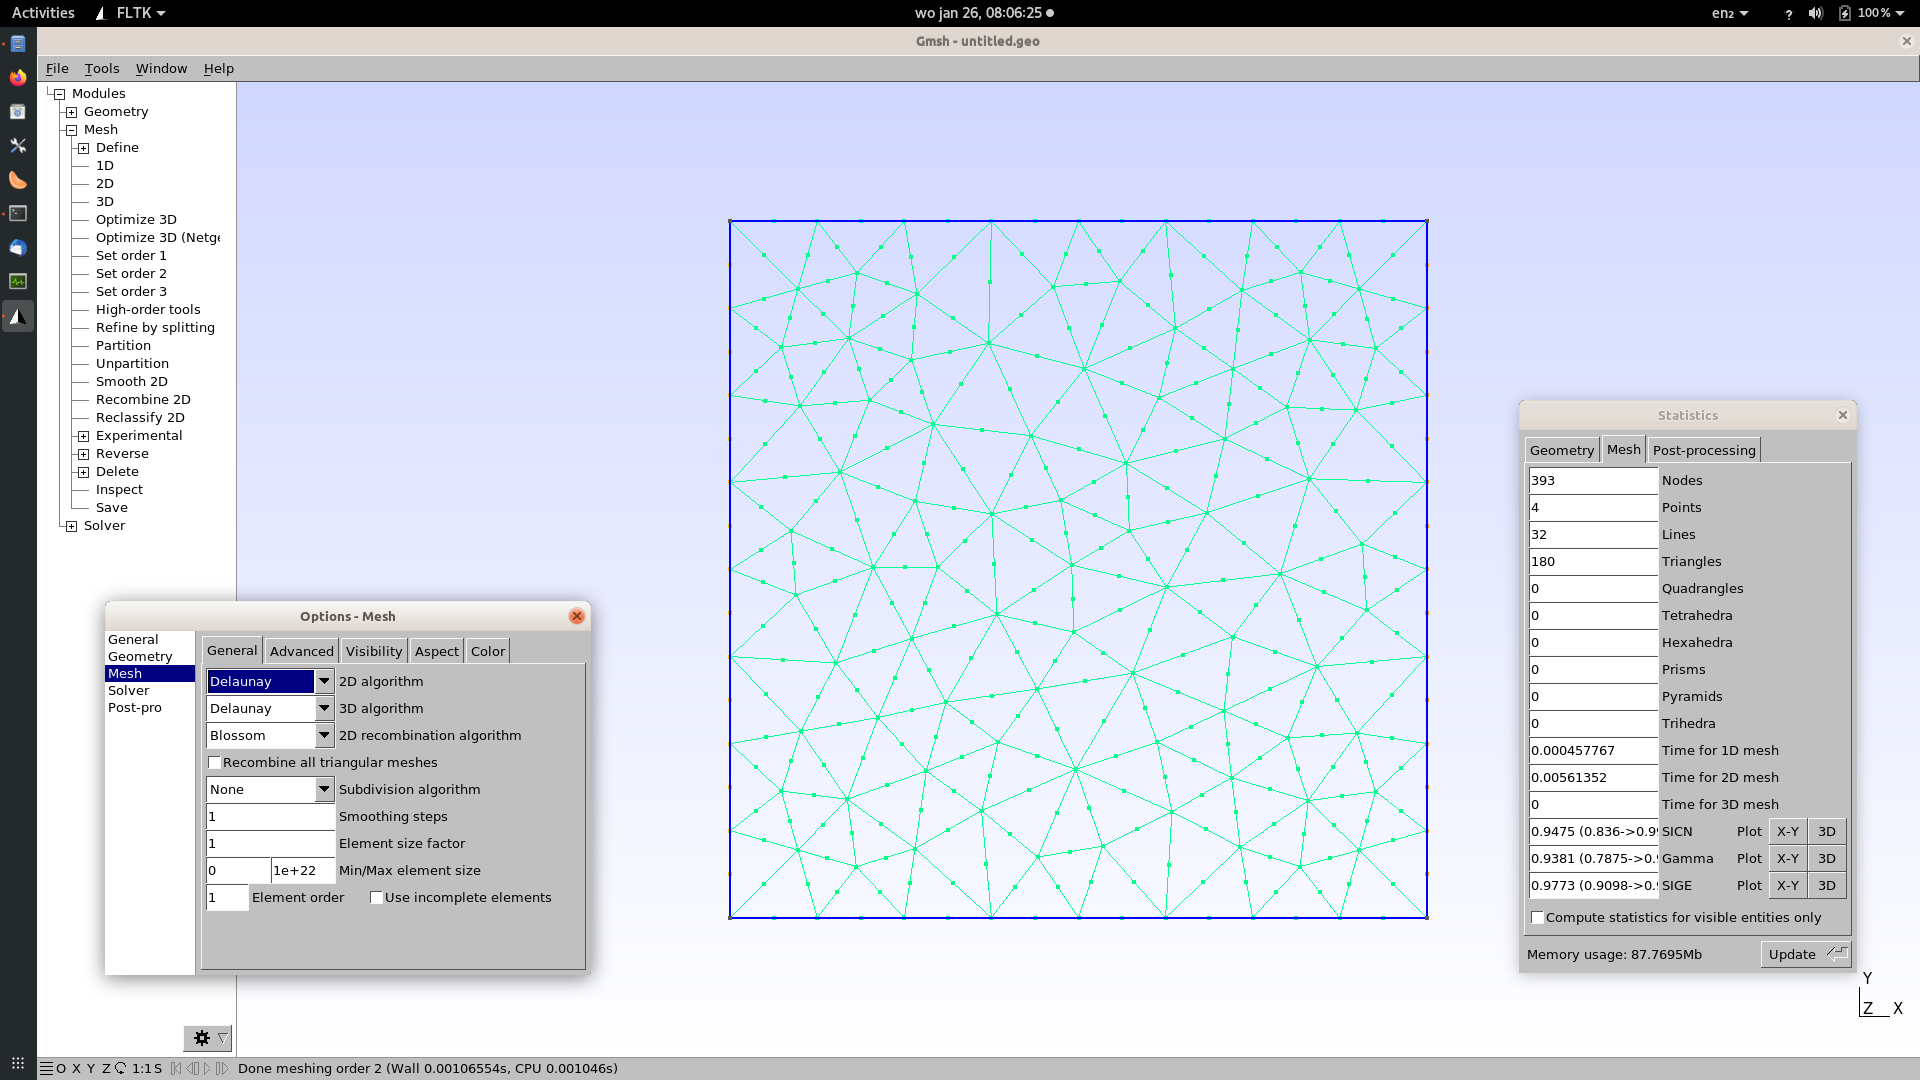 Activities
FLTK
wo jan 26, 08:06:25
en₂
?
100%
Gmsh - untitled.geo
File
Tools
Window
Help
Modules
Geometry
Mesh
Define
1D
2D
3D
Optimize 3D
Optimize 3D (Netge
Set order 1
Set order 2
Set order 3
High-order tools
Refine by splitting
Partition
Unpartition
Smooth 2D
Recombine 2D
Reclassify 2D
Experimental
Reverse
Delete
Inspect
Save
Solver
Options - Mesh
General
Geometry
Mesh
Solver
Post-pro
General
Advanced
Visibility
Aspect
Color
Delaunay 2D algorithm
Delaunay 3D algorithm
Blossom 2D recombination algorithm
Recombine all triangular meshes
None Subdivision algorithm
1 Smoothing steps
1 Element size factor
0 1e+22 Min/Max element size
1 Element order Use incomplete elements
Statistics
Geometry
Mesh
Post-processing
393 Nodes
4 Points
32 Lines
180 Triangles
0 Quadrangles
0 Tetrahedra
0 Hexahedra
0 Prisms
0 Pyramids
0 Trihedra
0.000457767 Time for 1D mesh
0.00561352 Time for 2D mesh
0 Time for 3D mesh
0.9475 (0.836->0.9 SICN Plot X-Y 3D
0.9381 (0.7875->0. Gamma Plot X-Y 3D
0.9773 (0.9098->0. SIGE Plot X-Y 3D
Compute statistics for visible entities only
Memory usage: 87.7695Mb
Update
Y
Z X
O X Y Z 1:1 S
Done meshing order 2 (Wall 0.00106554s, CPU 0.001046s)